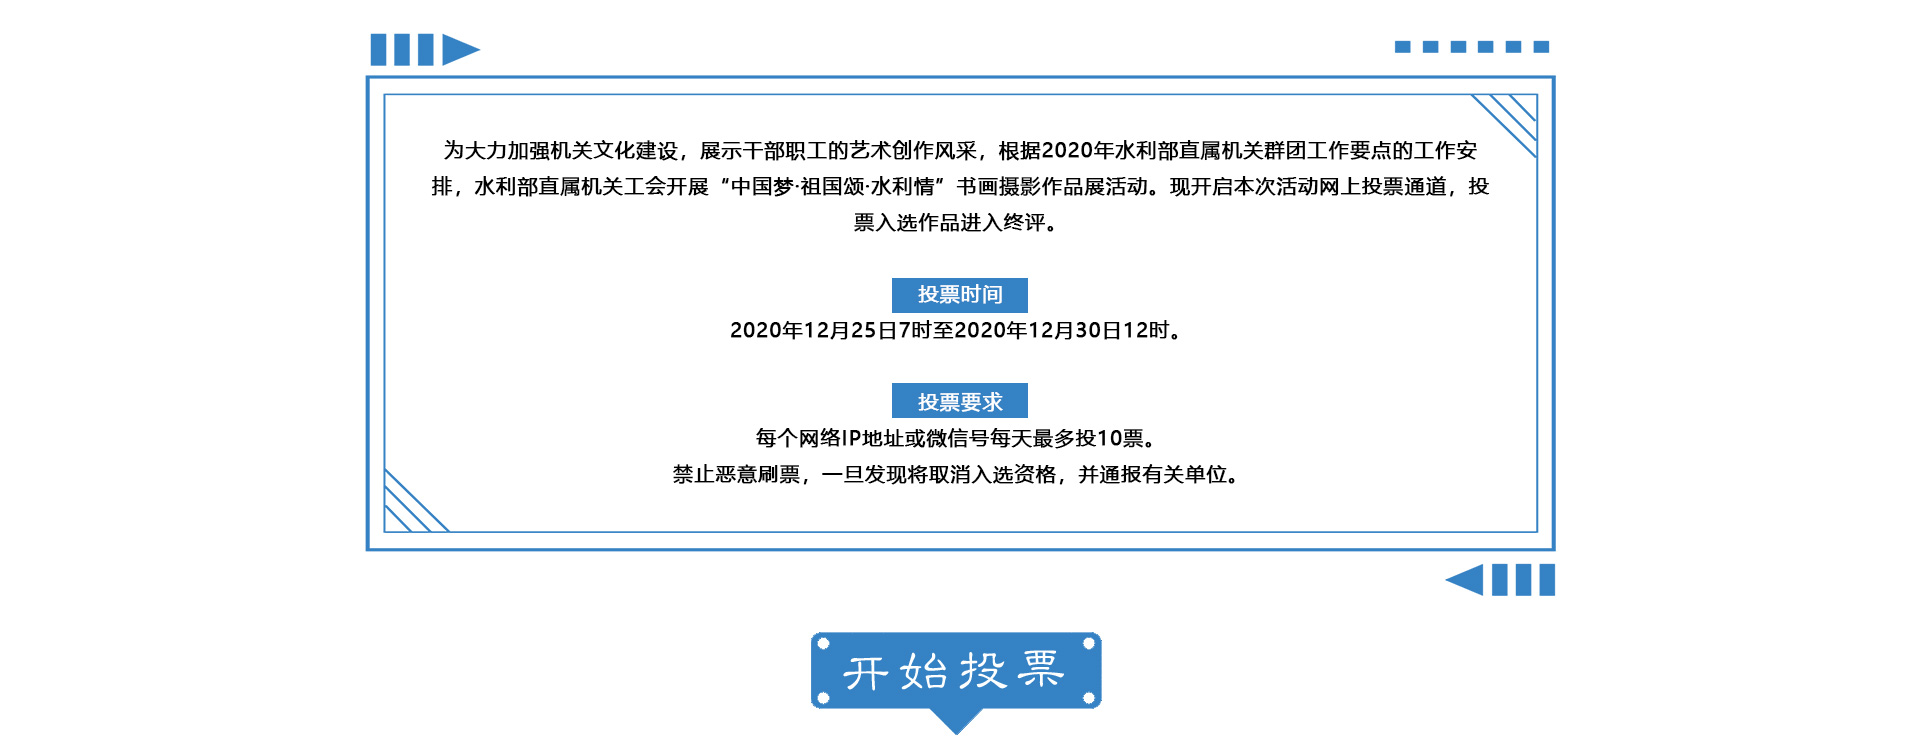 为大力加强机关文化建设，展示干部职工的艺术创作风采，根据2020年水利部直属机关群团工作要点的工作安
排，水利部直属机关工会开展“中国梦·祖国颂·水利情”书画摄影作品展活动。现开启本次活动网上投票通道，投
票入选作品进入终评。
投票时间
2020年12月25日7时至2020年12月30日12时。
投票要求
每个网络IP地址或微信号每天最多投10票。
禁止恶意刷票，一旦发现将取消入选资格，并通报有关单位。
开始投票